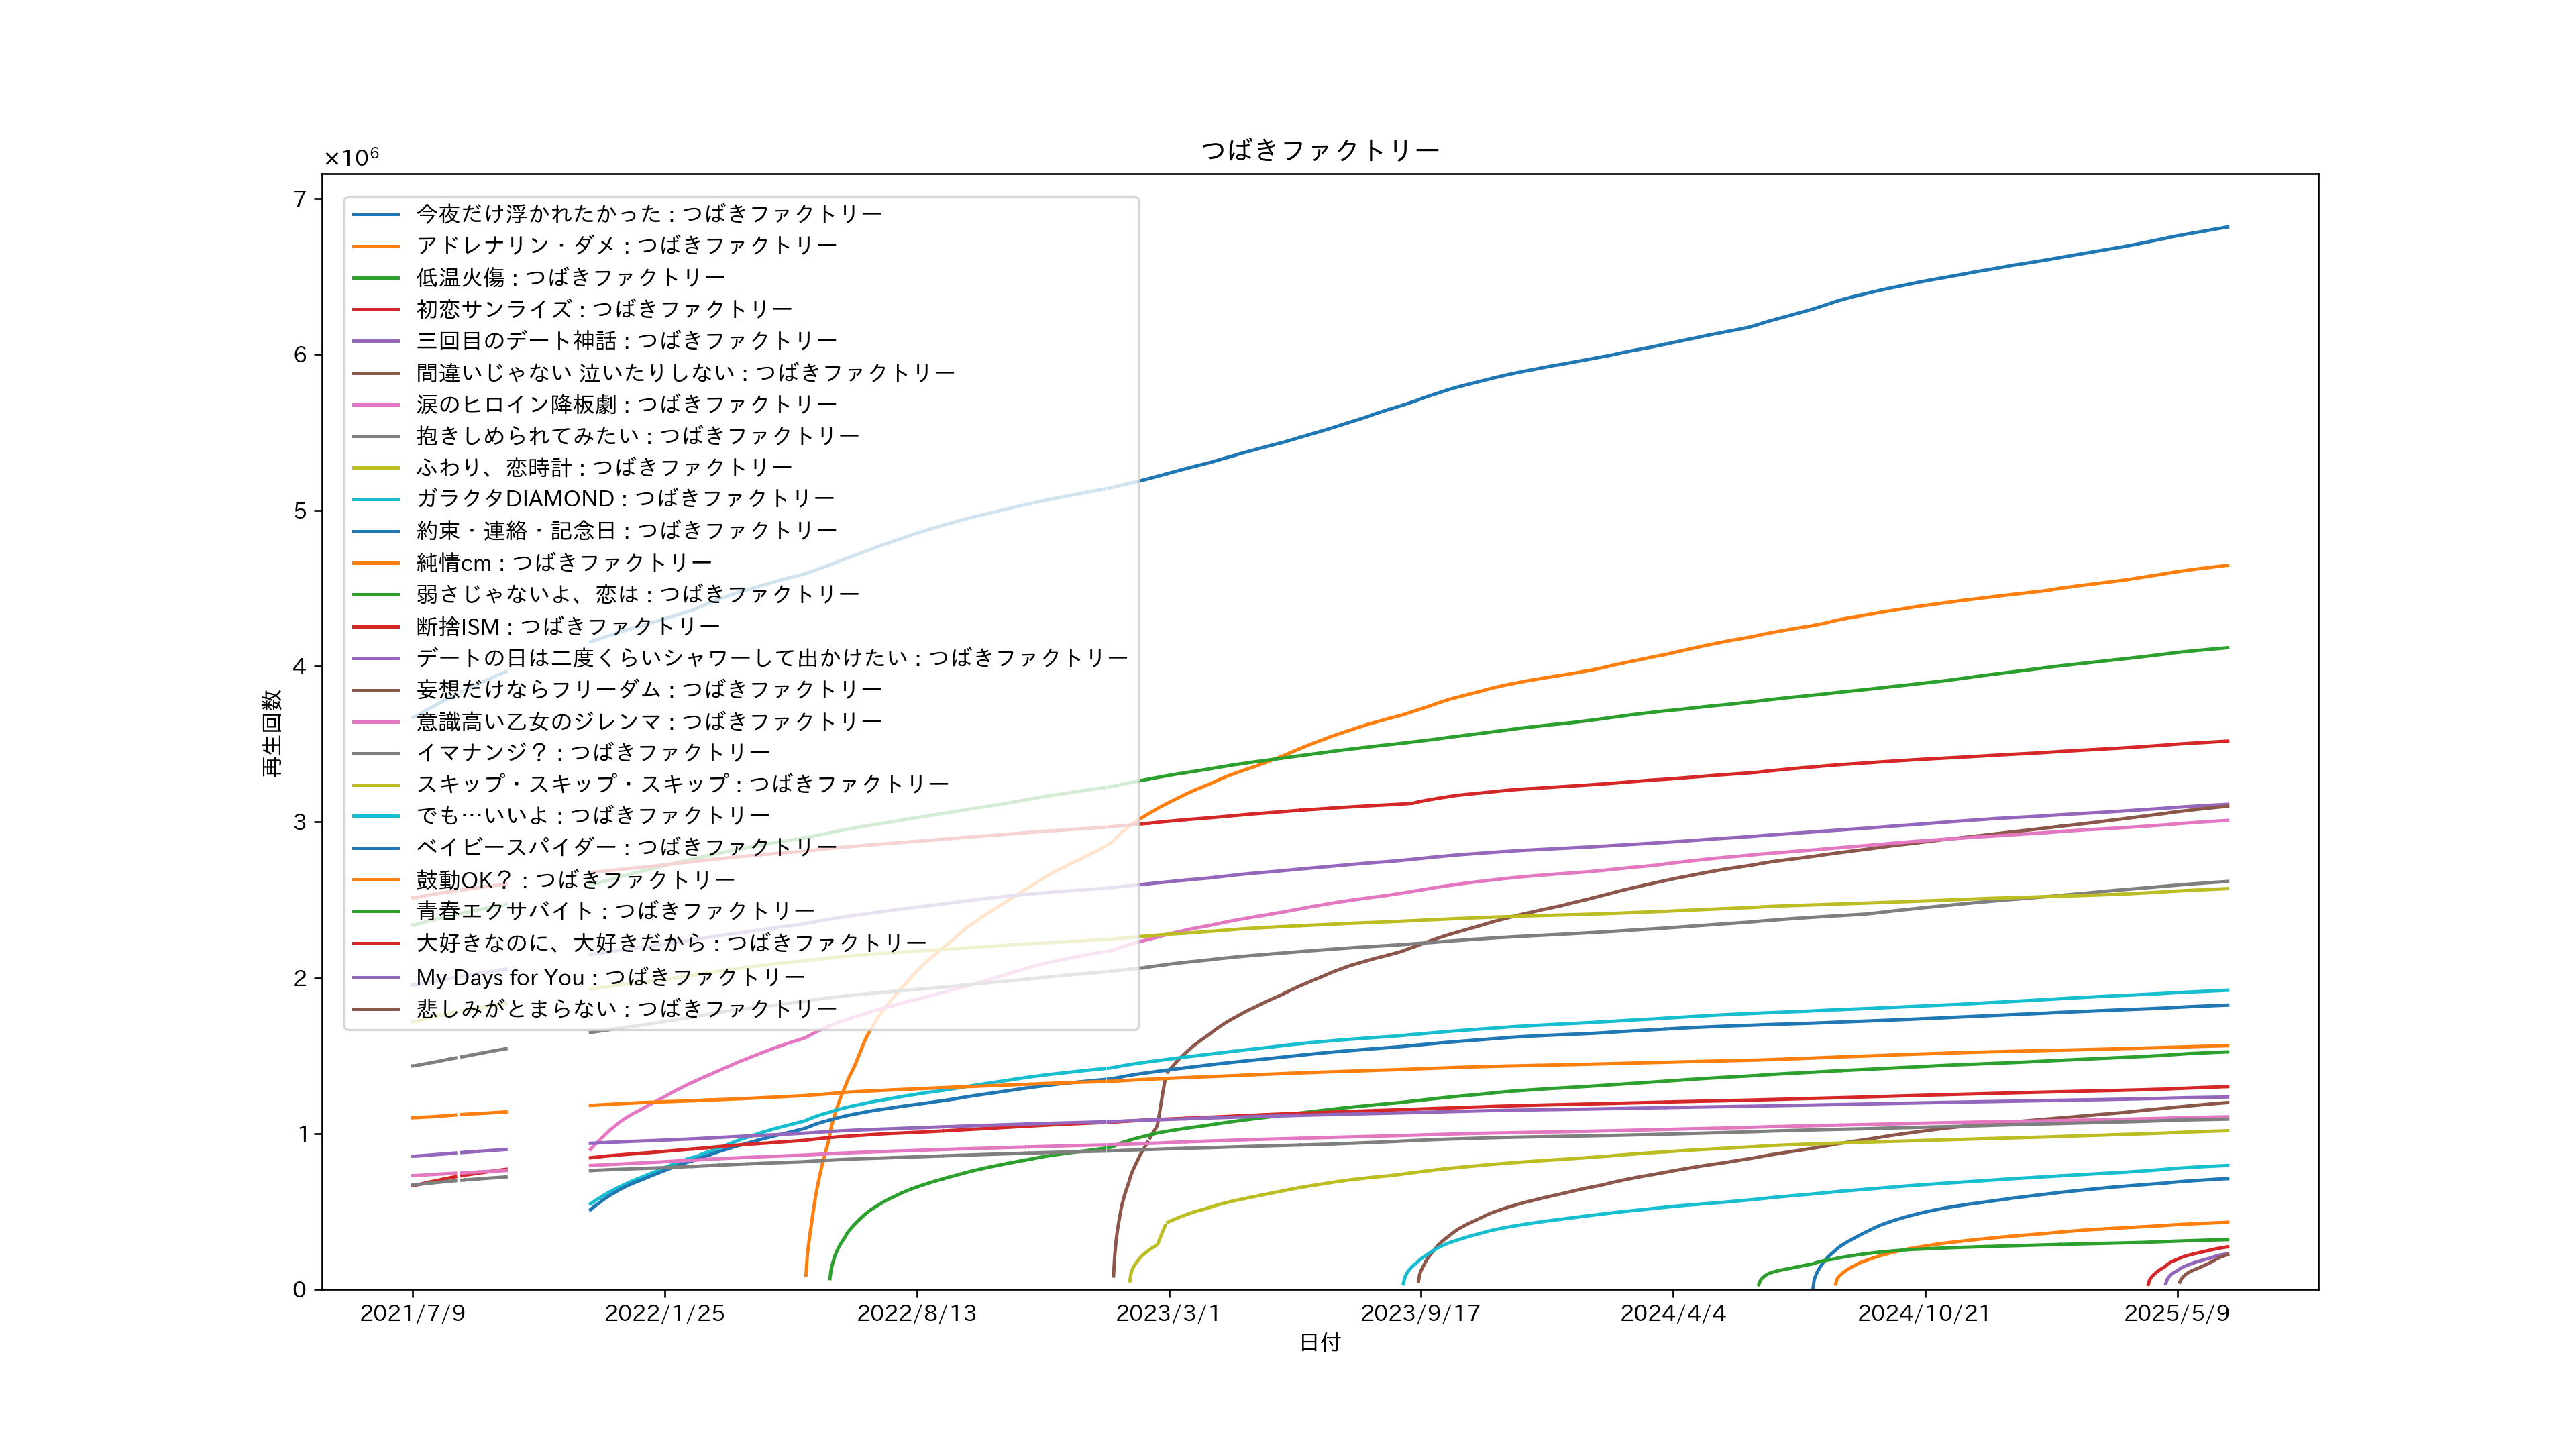 つばきファクトリー
×10⁶
7
6
5
4
3
2
1
0
再生回数
今夜だけ浮かれたかった : つばきファクトリー
アドレナリン・ダメ : つばきファクトリー
低温火傷 : つばきファクトリー
初恋サンライズ : つばきファクトリー
三回目のデート神話 : つばきファクトリー
間違いじゃない 泣いたりしない : つばきファクトリー
涙のヒロイン降板劇 : つばきファクトリー
抱きしめられてみたい : つばきファクトリー
ふわり、恋時計 : つばきファクトリー
ガラクタDIAMOND : つばきファクトリー
約束・連絡・記念日 : つばきファクトリー
純情cm : つばきファクトリー
弱さじゃないよ、恋は : つばきファクトリー
断捨ISM : つばきファクトリー
デートの日は二度くらいシャワーして出かけたい : つばきファクトリー
妄想だけならフリーダム : つばきファクトリー
意識高い乙女のジレンマ : つばきファクトリー
イマナンジ？ : つばきファクトリー
スキップ・スキップ・スキップ : つばきファクトリー
でも…いいよ : つばきファクトリー
ベイビースパイダー : つばきファクトリー
鼓動OK？ : つばきファクトリー
青春エクサバイト : つばきファクトリー
大好きなのに、大好きだから : つばきファクトリー
My Days for You : つばきファクトリー
悲しみがとまらない : つばきファクトリー
2021/7/9 2022/1/25 2022/8/13 2023/3/1 2023/9/17 2024/4/4 2024/10/21 2025/5/9
日付